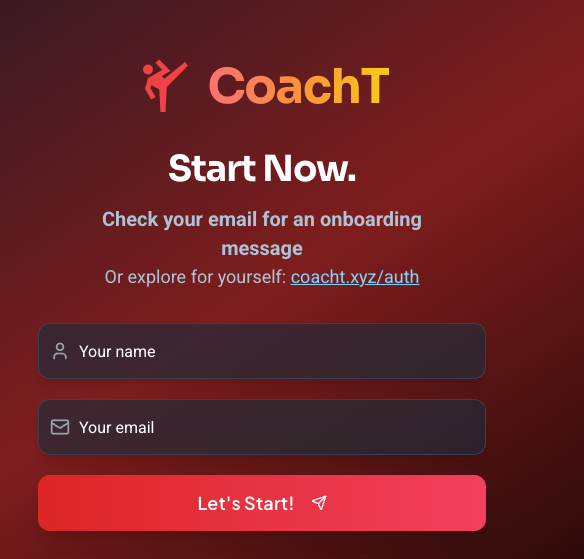 CoachT
Start Now.
Check your email for an onboarding
message
Or explore for yourself: coacht.xyz/auth
Your name
Your email
Let's Start!